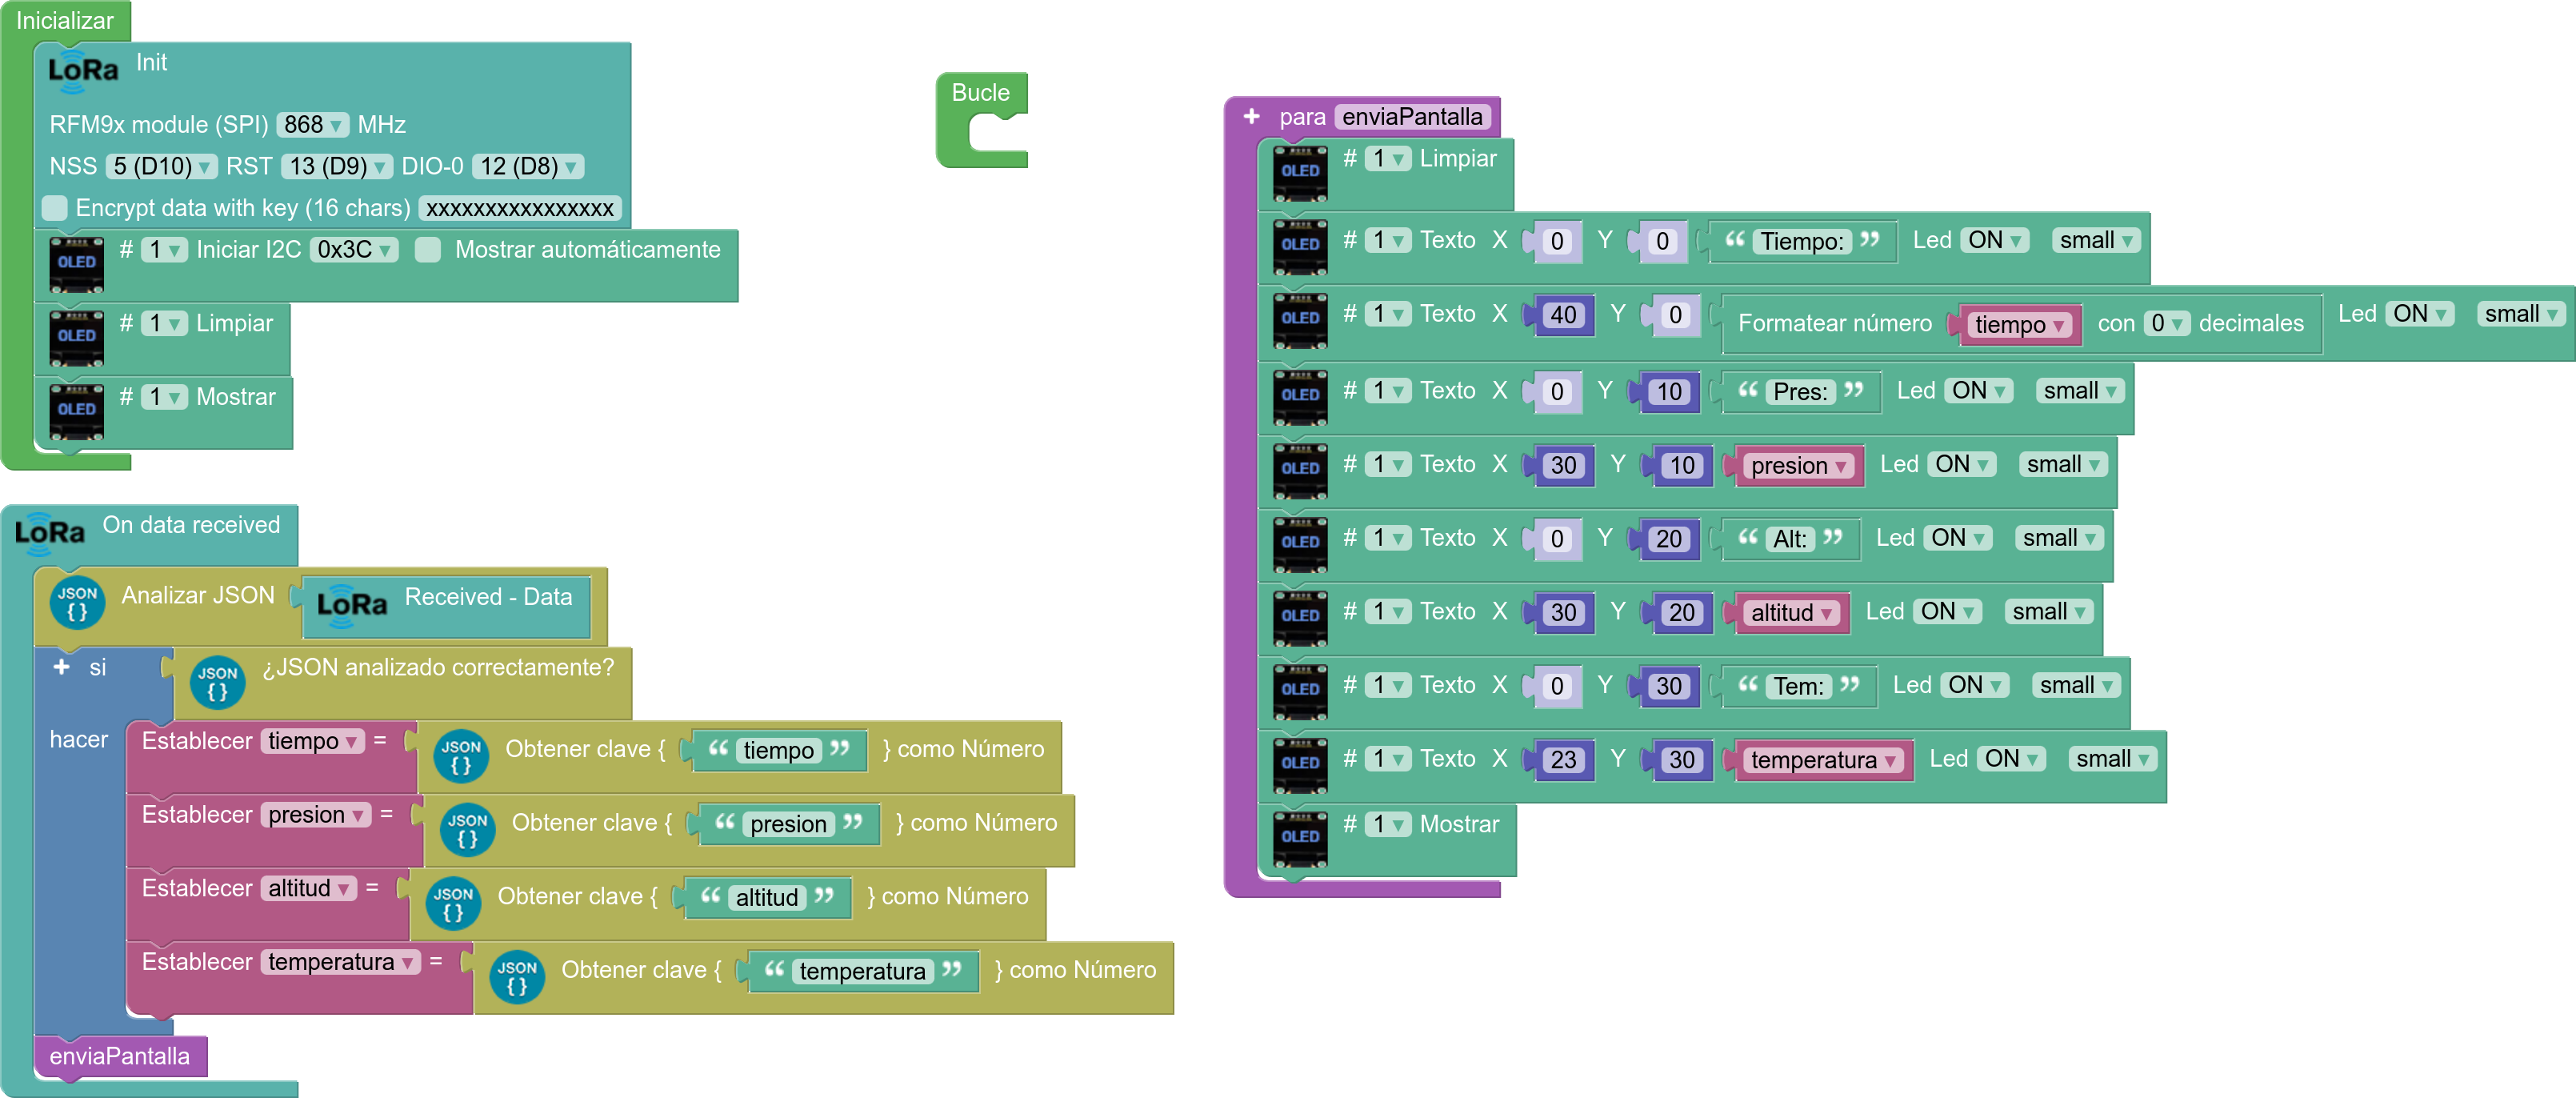 Inicializar
LoRa Init
RFM9x module (SPI) 868 MHz
NSS 5 (D10) RST 13 (D9) DIO-0 12 (D8)
Encrypt data with key (16 chars) xxxxxxxxxxxxxxxx
OLED # 1 Iniciar I2C 0x3C Mostrar automáticamente
OLED # 1 Limpiar
OLED # 1 Mostrar
LoRa On data received
JSON { } Analizar JSON LoRa Received - Data
+ si JSON { } ¿JSON analizado correctamente?
hacer Establecer tiempo = JSON { } Obtener clave { “ tiempo ” } como Número
Establecer presion = JSON { } Obtener clave { “ presion ” } como Número
Establecer altitud = JSON { } Obtener clave { “ altitud ” } como Número
Establecer temperatura = JSON { } Obtener clave { “ temperatura ” } como Número
enviaPantalla
Bucle
+ para enviaPantalla
OLED # 1 Limpiar
OLED # 1 Texto X 0 Y 0 “ Tiempo: ” Led ON small
OLED # 1 Texto X 40 Y 0 Formatear número tiempo con 0 decimales Led ON small
OLED # 1 Texto X 0 Y 10 “ Pres: ” Led ON small
OLED # 1 Texto X 30 Y 10 presion Led ON small
OLED # 1 Texto X 0 Y 20 “ Alt: ” Led ON small
OLED # 1 Texto X 30 Y 20 altitud Led ON small
OLED # 1 Texto X 0 Y 30 “ Tem: ” Led ON small
OLED # 1 Texto X 23 Y 30 temperatura Led ON small
OLED # 1 Mostrar